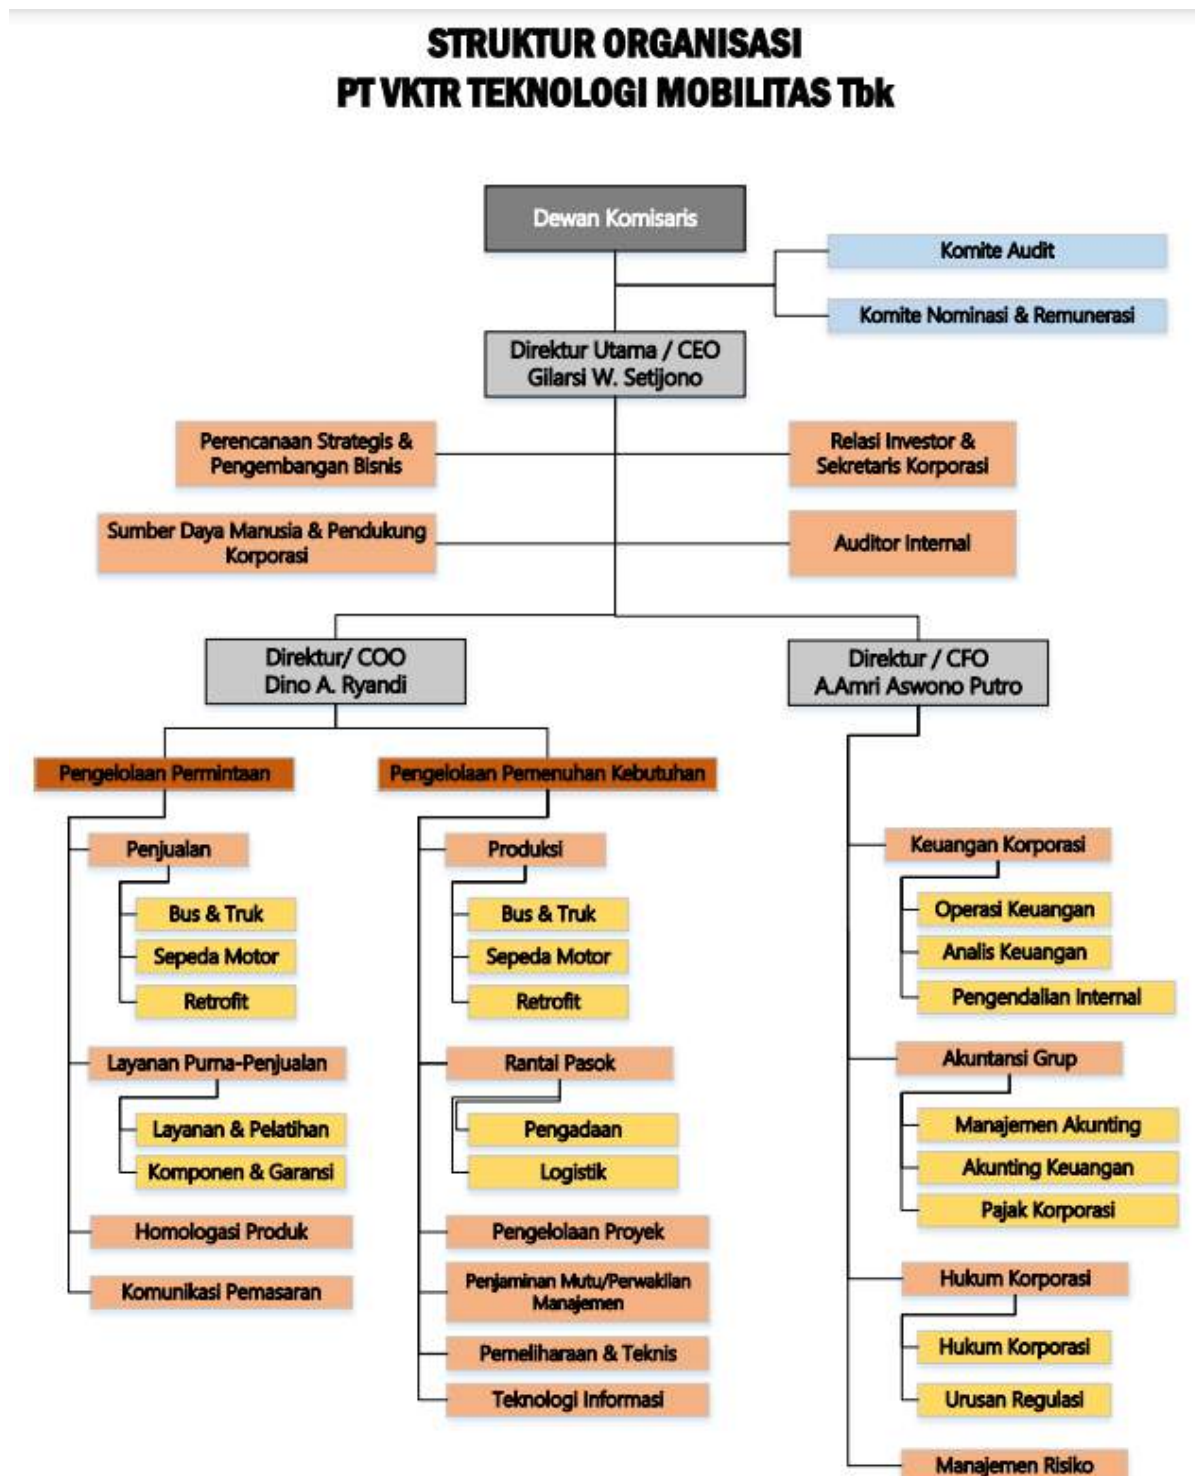 STRUKTUR ORGANISASI
PT VKTR TEKNOLOGI MOBILITAS Tbk
Dewan Komisaris
Komite Audit
Komite Nominasi & Remunerasi
Direktur Utama / CEO
Gilarsi W. Setijono
Perencanaan Strategis &
Pengembangan Bisnis
Relasi Investor &
Sekretaris Korporasi
Sumber Daya Manusia & Pendukung
Korporasi
Auditor Internal
Direktur/ COO
Dino A. Ryandi
Direktur / CFO
A.Amri Aswono Putro
Pengelolaan Permintaan
Penjualan
Bus & Truk
Sepeda Motor
Retrofit
Layanan Purna-Penjualan
Layanan & Pelatihan
Komponen & Garansi
Homologasi Produk
Komunikasi Pemasaran
Pengelolaan Pemenuhan Kebutuhan
Produksi
Bus & Truk
Sepeda Motor
Retrofit
Rantai Pasok
Pengadaan
Logistik
Pengelolaan Proyek
Penjaminan Mutu/Perwakilan
Manajemen
Pemeliharaan & Teknis
Teknologi Informasi
Keuangan Korporasi
Operasi Keuangan
Analis Keuangan
Pengendalian Internal
Akuntansi Grup
Manajemen Akunting
Akunting Keuangan
Pajak Korporasi
Hukum Korporasi
Hukum Korporasi
Urusan Regulasi
Manajemen Risiko